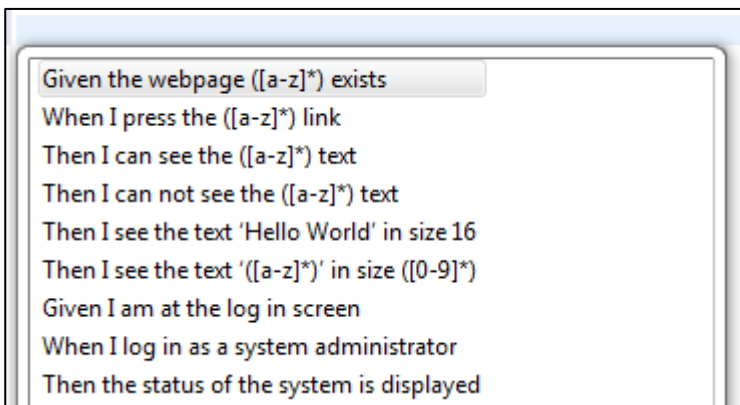 Given the webpage ([a-z]*) exists
When I press the ([a-z]*) link
Then I can see the ([a-z]*) text
Then I can not see the ([a-z]*) text
Then I see the text ‘Hello World’ in size 16
Then I see the text ‘([a-z]*)’ in size ([0-9]*)
Given I am at the log in screen
When I log in as a system administrator
Then the status of the system is displayed